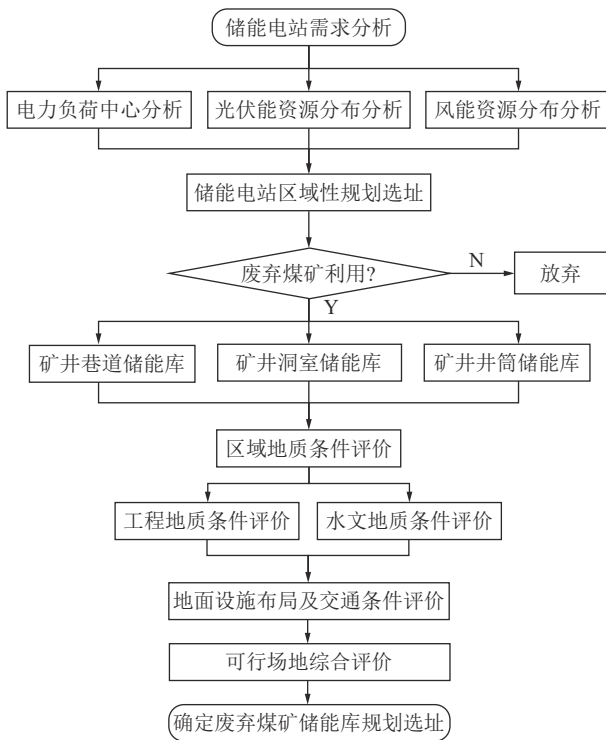 储能电站需求分析
电力负荷中心分析
光伏能资源分布分析
风能资源分布分析
储能电站区域性规划选址
废弃煤矿利用?
N
放弃
Y
矿井巷道储能库
矿井洞室储能库
矿井井筒储能库
区域地质条件评价
工程地质条件评价
水文地质条件评价
地面设施布局及交通条件评价
可行场地综合评价
确定废弃煤矿储能库规划选址